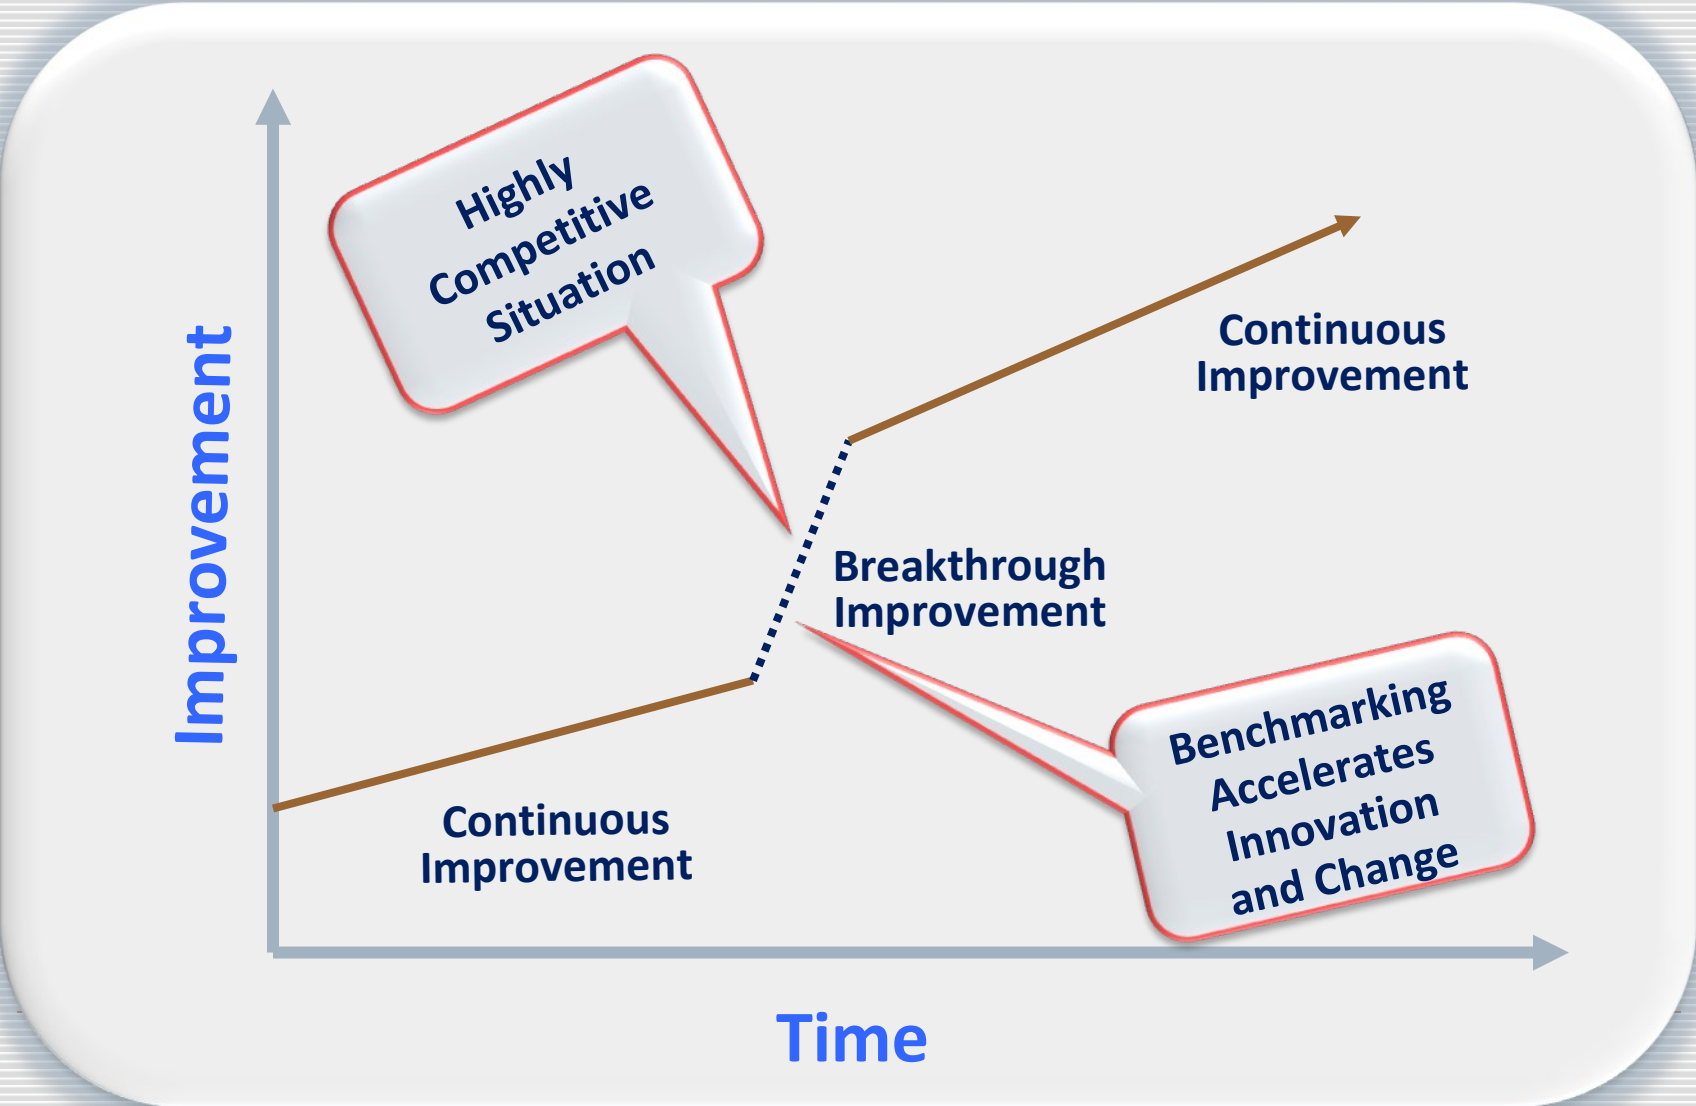 Highly
Competitive
Situation
Continuous
Improvement
Improvement
Breakthrough
Improvement
Benchmarking
Accelerates
Innovation
and Change
Continuous
Improvement
Time